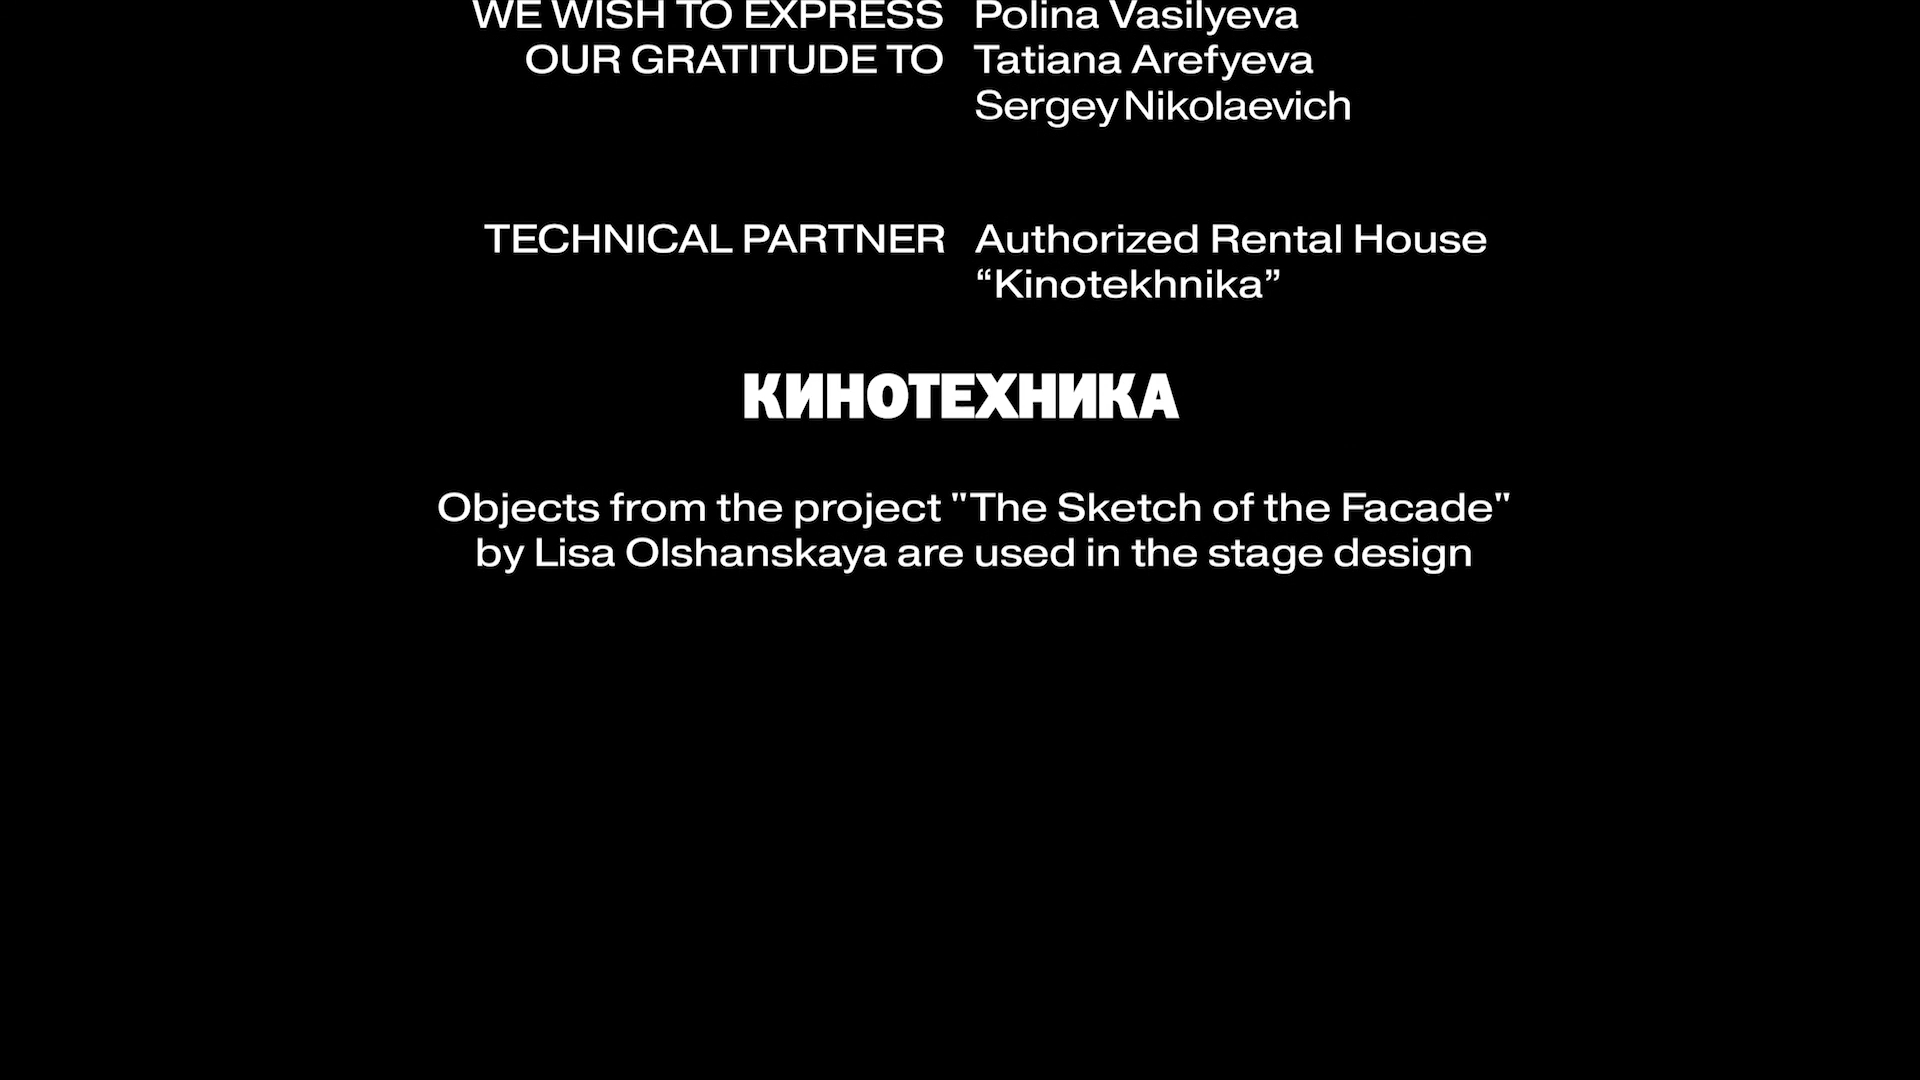 WE WISH TO EXPRESS Polina Vasilyeva
OUR GRATITUDE TO Tatiana Arefyeva
Sergey Nikolaevich
TECHNICAL PARTNER Authorized Rental House
“Kinotekhnika”
КИНОТЕХНИКА
Objects from the project "The Sketch of the Facade"
by Lisa Olshanskaya are used in the stage design